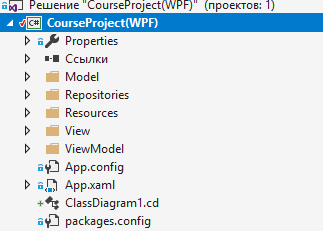 Решение "CourseProject(WPF)" (проектов: 1)
C# CourseProject(WPF)
Properties
Ссылки
Model
Repositories
Resources
View
ViewModel
App.config
App.xaml
ClassDiagram1.cd
packages.config